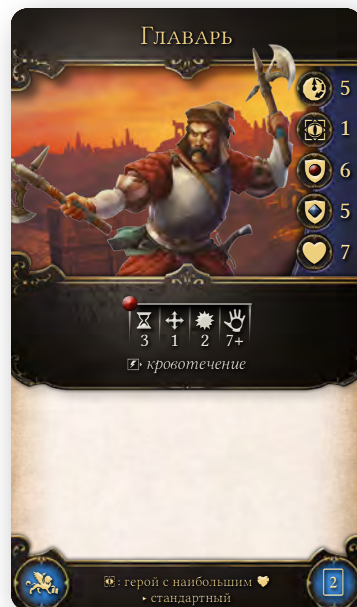 Главарь
5
1
6
5
7
3 1 2 7+
кровотечение
: герой с наибольшим
стандартный
2